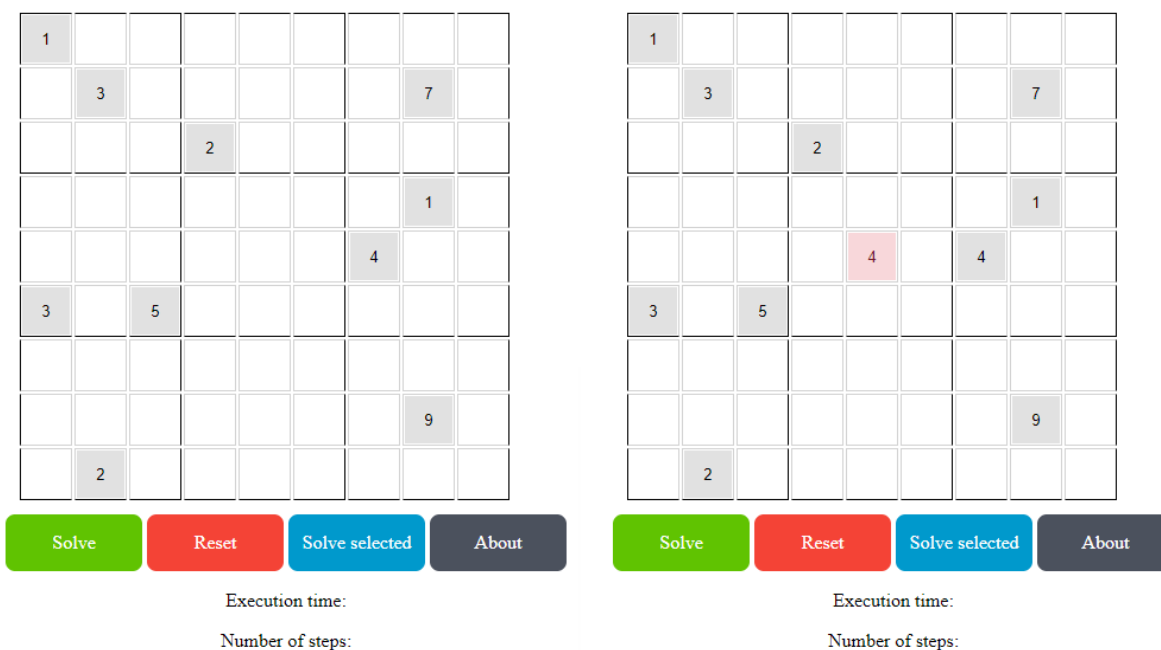 1 1
3 7 3 7
2 2
1 1
4 4 4
3 5 3 5
9 9
2 2
Solve Reset Solve selected About Solve Reset Solve selected About
Execution time: Execution time:
Number of steps: Number of steps: